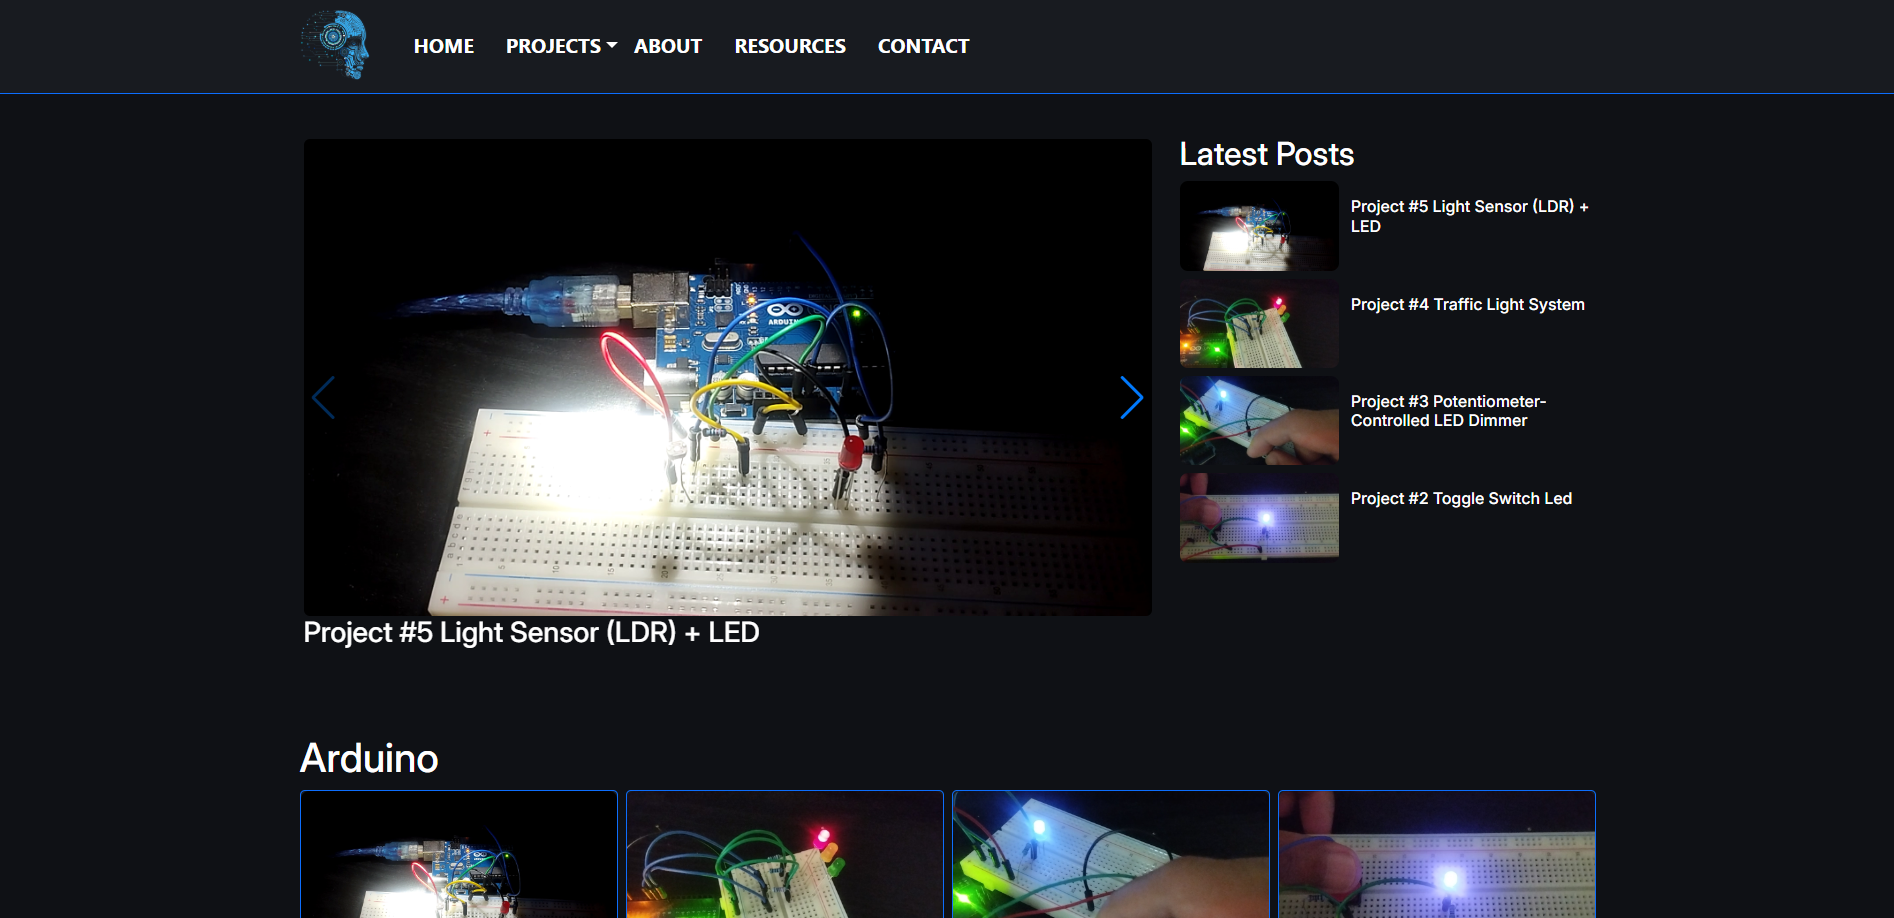 HOME PROJECTS ABOUT RESOURCES CONTACT
ARDUIN
Project #5 Light Sensor (LDR) + LED
Latest Posts
Project #5 Light Sensor (LDR) +
LED
Project #4 Traffic Light System
Project #3 Potentiometer-
Controlled LED Dimmer
Project #2 Toggle Switch Led
Arduino